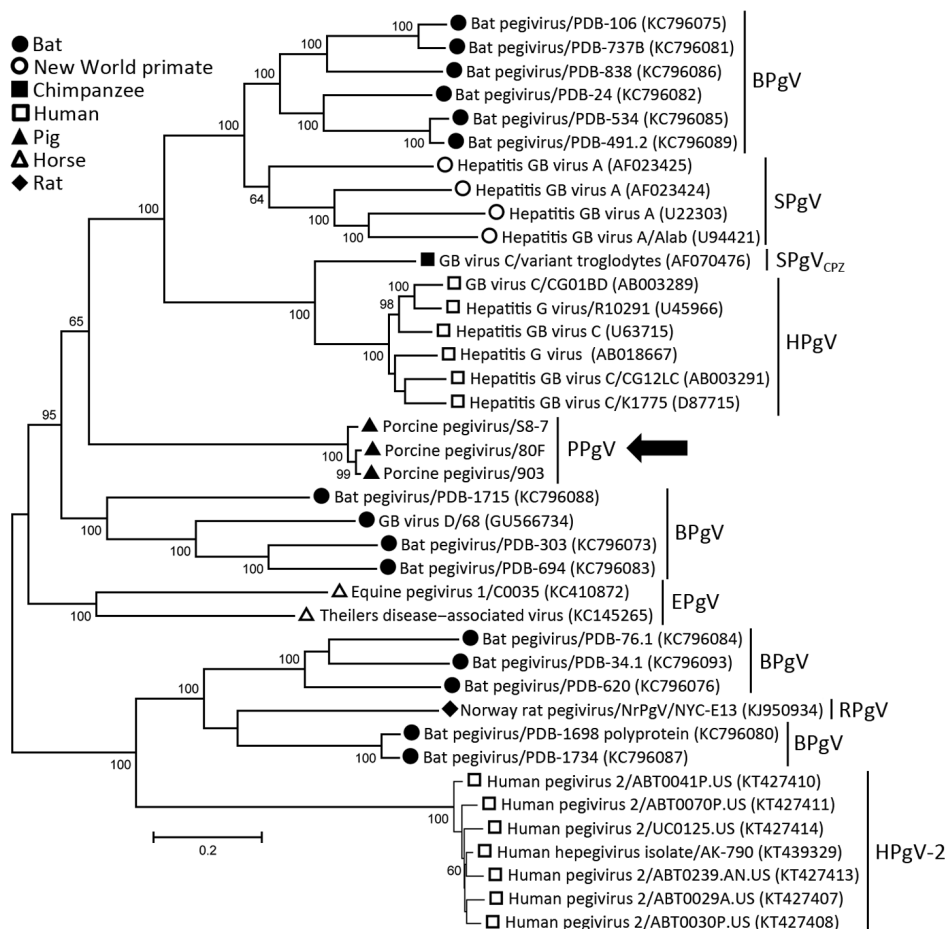 Bat
New World primate
Chimpanzee
Human
Pig
Horse
Rat
Bat pegivirus/PDB-106 (KC796075)
Bat pegivirus/PDB-737B (KC796081)
Bat pegivirus/PDB-838 (KC796086)
Bat pegivirus/PDB-24 (KC796082)
Bat pegivirus/PDB-534 (KC796085)
Bat pegivirus/PDB-491.2 (KC796089)
BPgV
Hepatitis GB virus A (AF023425)
Hepatitis GB virus A (AF023424)
Hepatitis GB virus A (U22303)
Hepatitis GB virus A/Alab (U94421)
SPgV
GB virus C/variant troglodytes (AF070476)
SPgVCPZ
GB virus C/CG01BD (AB003289)
Hepatitis G virus/R10291 (U45966)
Hepatitis GB virus C (U63715)
Hepatitis G virus (AB018667)
Hepatitis GB virus C/CG12LC (AB003291)
Hepatitis GB virus C/K1775 (D87715)
HPgV
Porcine pegivirus/S8-7
Porcine pegivirus/80F
Porcine pegivirus/903
PPgV
Bat pegivirus/PDB-1715 (KC796088)
GB virus D/68 (GU566734)
Bat pegivirus/PDB-303 (KC796073)
Bat pegivirus/PDB-694 (KC796083)
BPgV
Equine pegivirus 1/C0035 (KC410872)
Theilers disease–associated virus (KC145265)
EPgV
Bat pegivirus/PDB-76.1 (KC796084)
Bat pegivirus/PDB-34.1 (KC796093)
Bat pegivirus/PDB-620 (KC796076)
BPgV
Norway rat pegivirus/NrPgV/NYC-E13 (KJ950934)
RPgV
Bat pegivirus/PDB-1698 polyprotein (KC796080)
Bat pegivirus/PDB-1734 (KC796087)
BPgV
Human pegivirus 2/ABT0041P.US (KT427410)
Human pegivirus 2/ABT0070P.US (KT427411)
Human pegivirus 2/UC0125.US (KT427414)
Human hepegivirus isolate/AK-790 (KT439329)
Human pegivirus 2/ABT0239.AN.US (KT427413)
Human pegivirus 2/ABT0029A.US (KT427407)
Human pegivirus 2/ABT0030P.US (KT427408)
HPgV-2
100
100
100
100
100
100
64
100
100
100
100
100
98
100
65
100
99
95
100
100
100
100
100
100
100
100
100
60
0.2